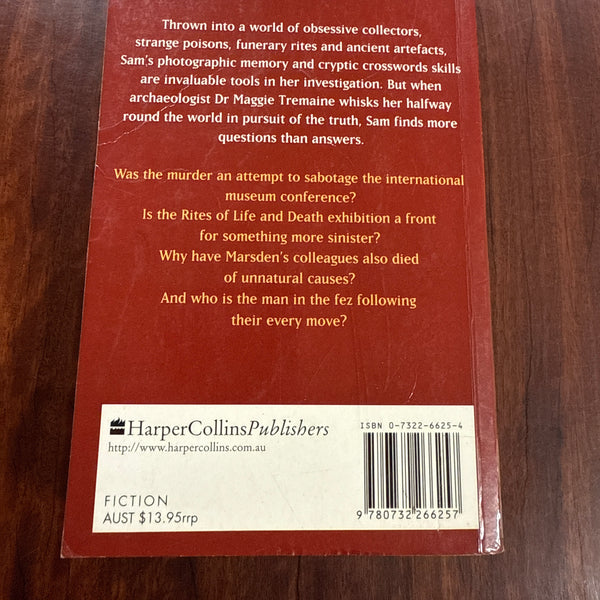 Thrown into a world of obsessive collectors,
strange poisons, funerary rites and ancient artefacts,
Sam's photographic memory and cryptic crosswords skills
are invaluable tools in her investigation. But when
archaeologist Dr Maggie Tremaine whisks her halfway
round the world in pursuit of the truth, Sam finds more
questions than answers.
Was the murder an attempt to sabotage the international
museum conference?
Is the Rites of Life and Death exhibition a front
for something more sinister?
Why have Marsden's colleagues also died
of unnatural causes?
And who is the man in the fez following
their every move?
HarperCollinsPublishers
http://www.harpercollins.com.au
FICTION
AUST $13.95rrp
ISBN 0-7322-6625-4
9 780732 266257